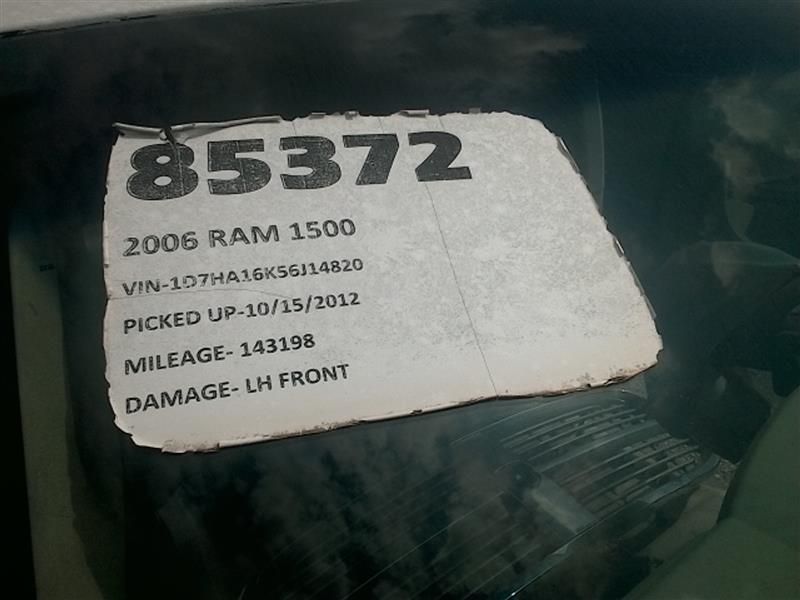 85372
2006 RAM 1500
VIN-1D7HA16K56J14820
PICKED UP-10/15/2012
MILEAGE- 143198
DAMAGE- LH FRONT